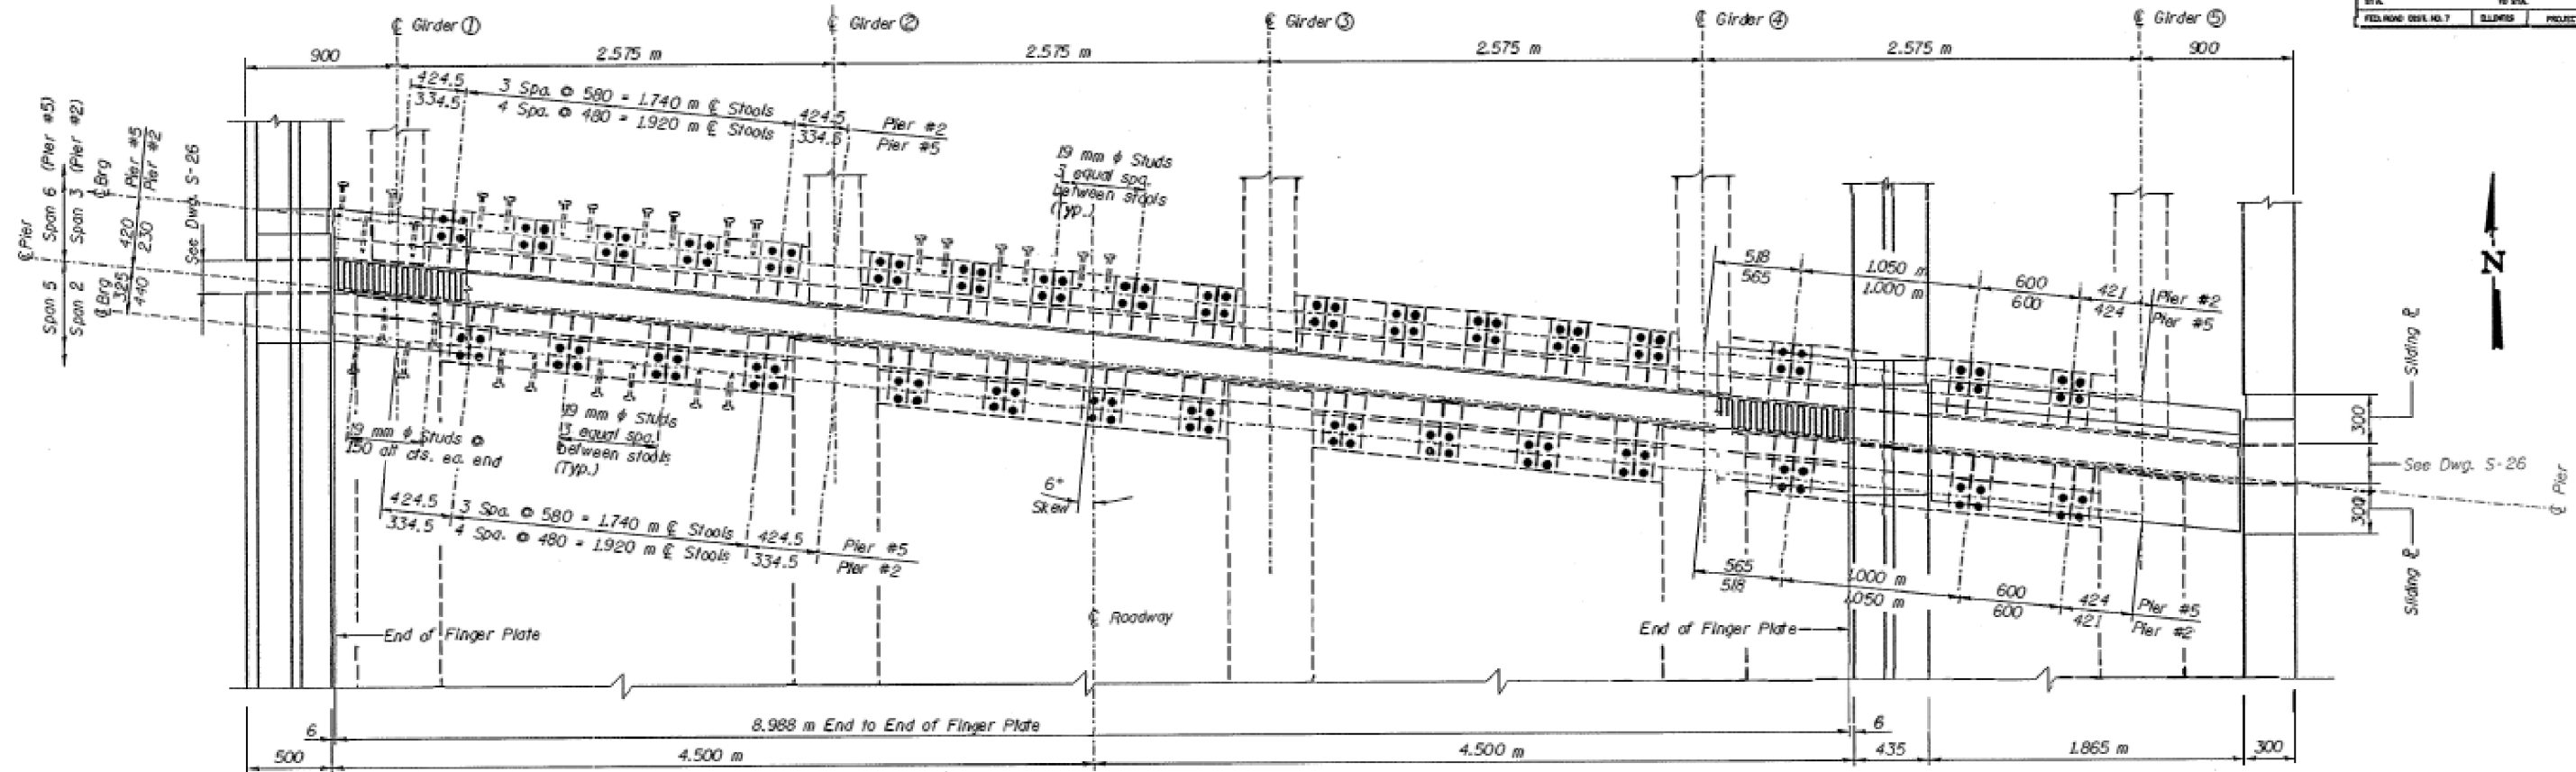 FED. ROAD DIST. NO. 7 ILLINOIS PROJECT
℄ Girder ①
℄ Girder ②
℄ Girder ③
℄ Girder ④
℄ Girder ⑤
900
2.575 m
2.575 m
2.575 m
2.575 m
900
424.5
334.5
3 Spa. @ 580 = 1.740 m ℄ Stools
4 Spa. @ 480 = 1.920 m ℄ Stools
424.5
334.5
Pier #2
Pier #5
19 mm ϕ Studs
3 equal spa.
between stools
(Typ.)
℄ Pier
Span 6 (Pier #5)
Span 3 (Pier #2)
Span 5
Span 2
℄ Brg
℄ Brg
Pier #5
Pier #2
420
230
325
440
See Dwg. S-26
N
518
565
1.050 m
1.000 m
600
600
421
424
Pier #2
Pier #5
Sliding ℙ
300
See Dwg. S-26
300
Sliding ℙ
℄ Pier
19 mm ϕ Studs @
150 alt cts. ea. end
19 mm ϕ Studs
3 equal spa.
between stools
(Typ.)
6°
Skew
424.5
334.5
3 Spa. @ 580 = 1.740 m ℄ Stools
4 Spa. @ 480 = 1.920 m ℄ Stools
424.5
334.5
Pier #5
Pier #2
565
518
1.000 m
1.050 m
600
600
424
421
Pier #5
Pier #2
℄ Roadway
End of Finger Plate
End of Finger Plate
6
8.988 m End to End of Finger Plate
6
500
4.500 m
4.500 m
435
1.865 m
300